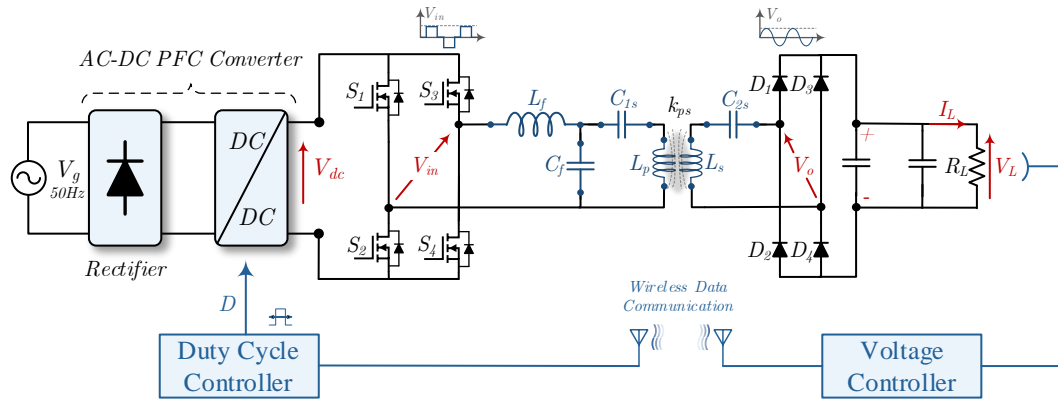 V_in
V_o
AC-DC PFC Converter
S_1
S_3
D_1
D_3
L_f
C_1s
k_ps
C_2s
I_L
V_g
50Hz
DC
DC
V_dc
V_in
C_f
L_p
L_s
V_o
+
-
R_L
V_L
S_2
S_4
D_2
D_4
Rectifier
D
Wireless Data
Communication
Duty Cycle
Controller
Voltage
Controller